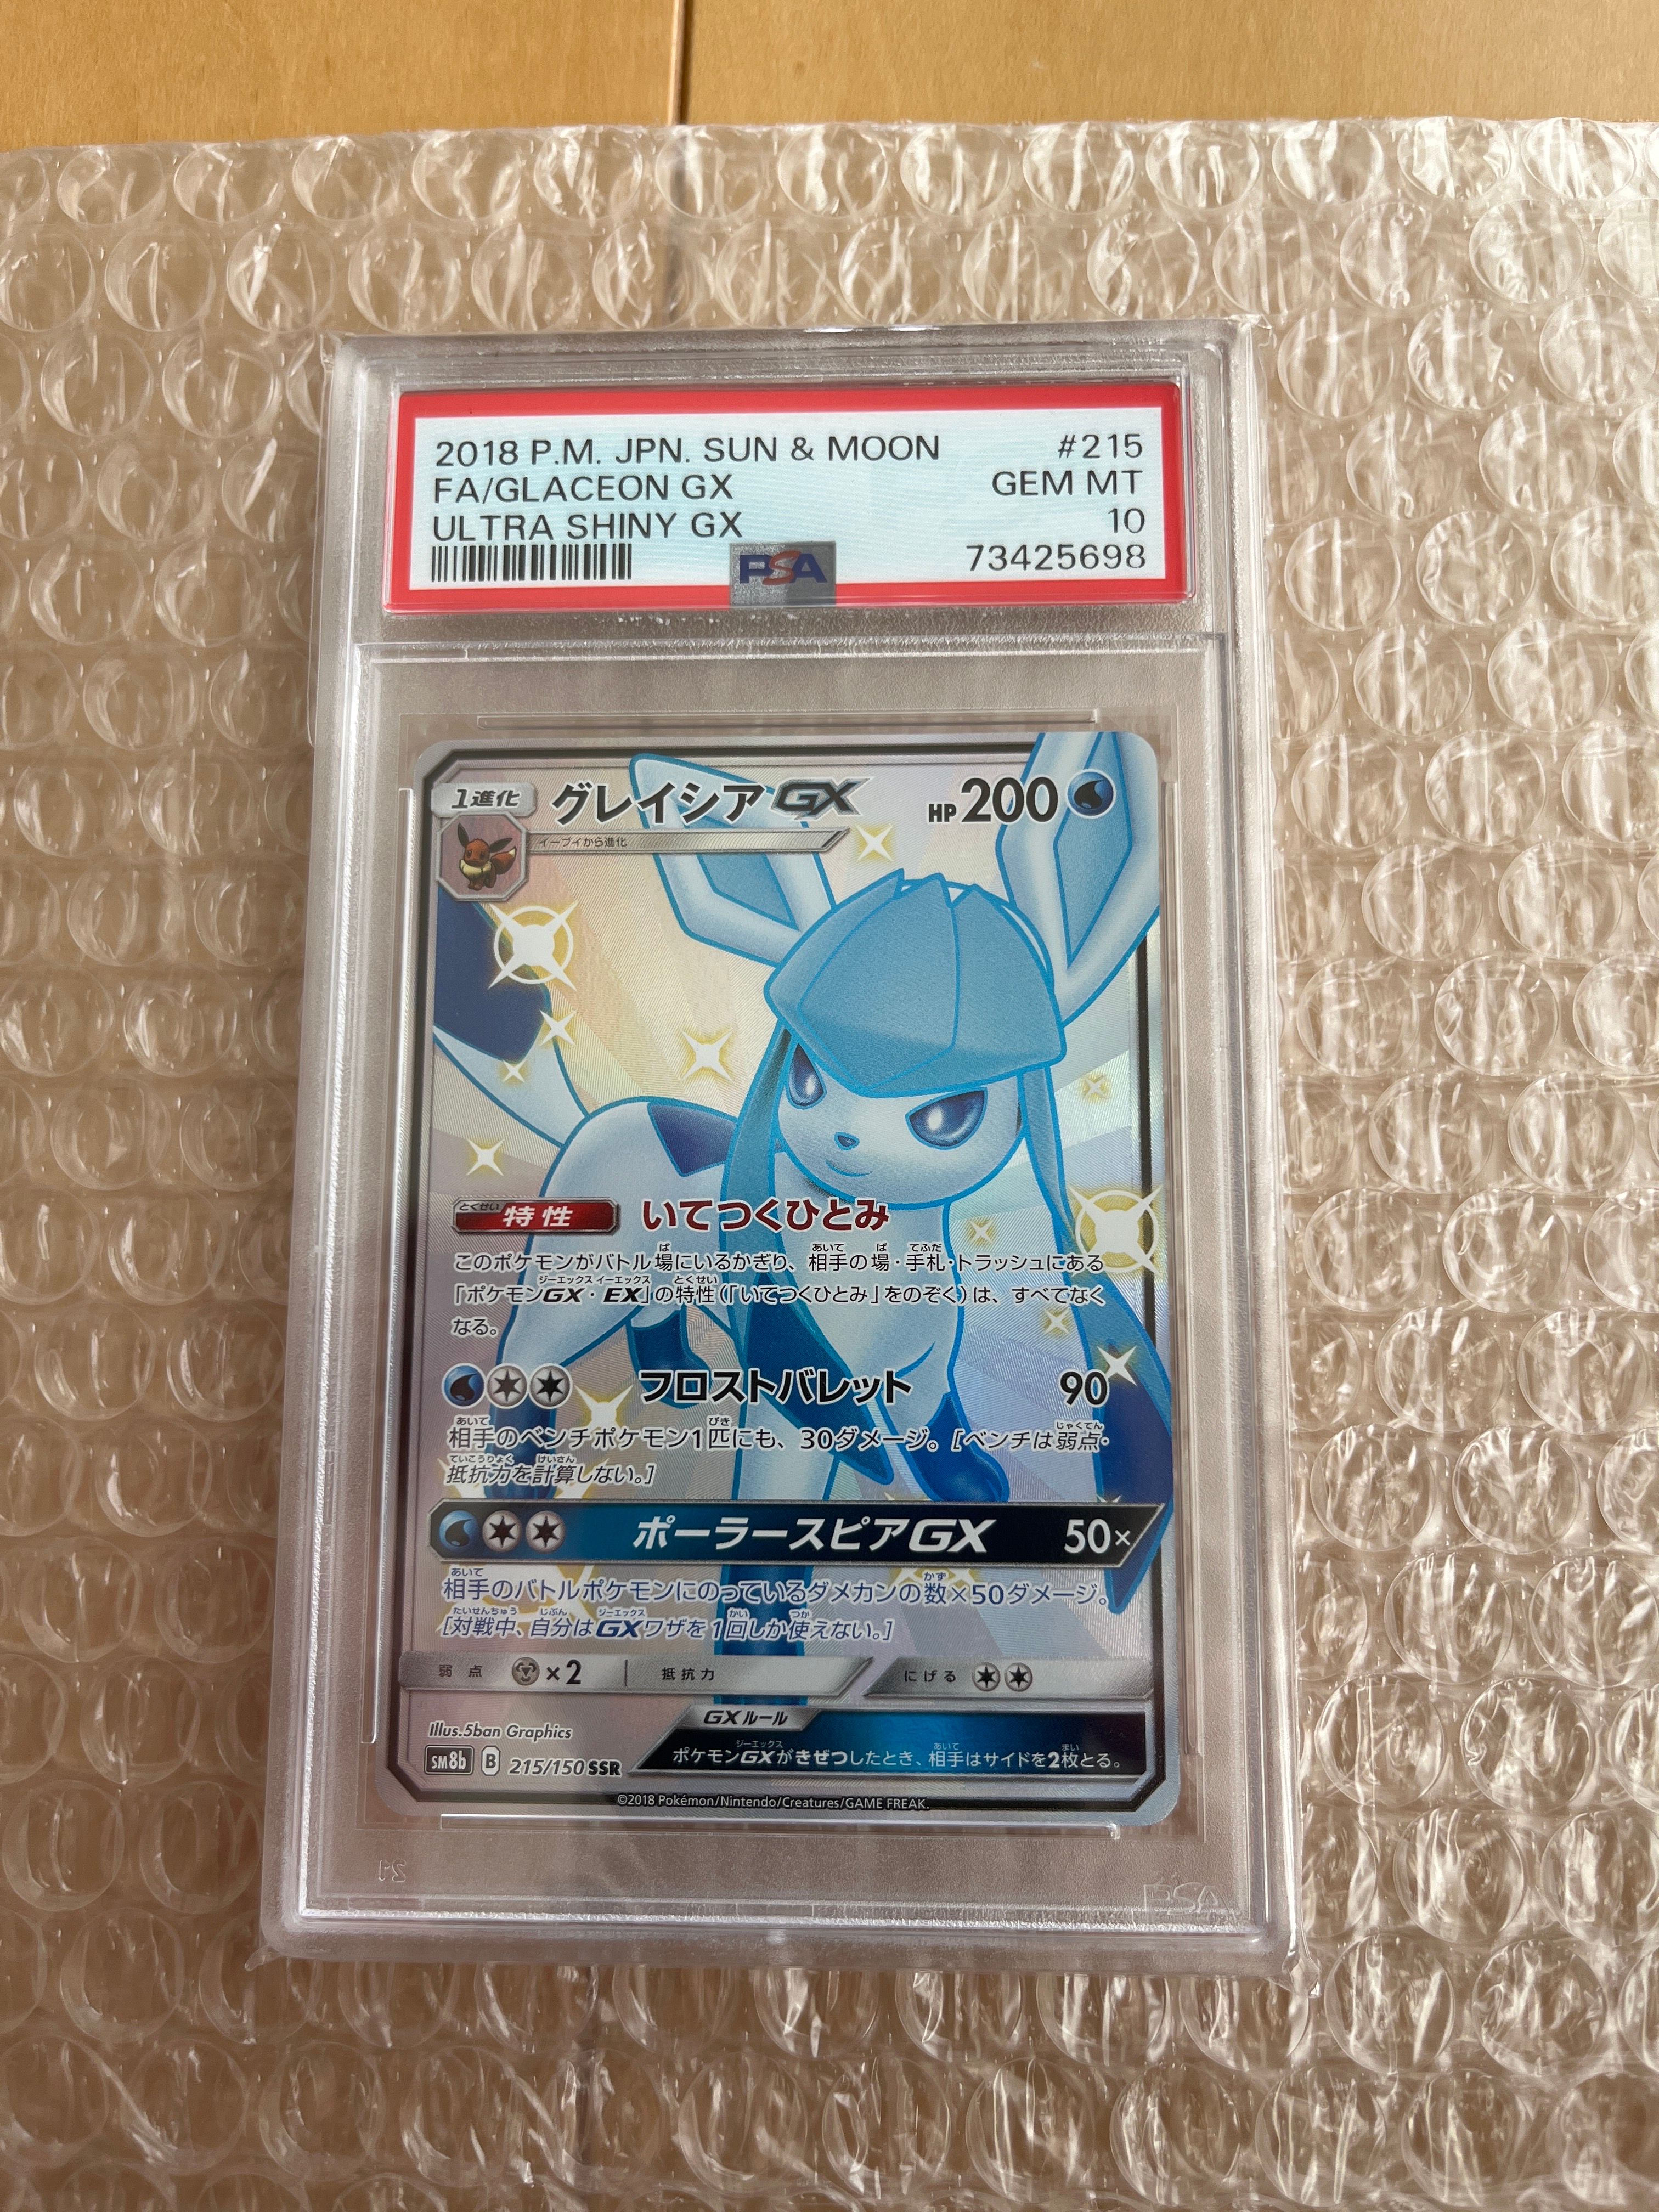 2018 P.M. JPN. SUN & MOON #215
FA/GLACEON GX GEM MT
ULTRA SHINY GX 10
PSA 73425698
1進化 グレイシアGX HP200
イーブイから進化
とくせい
特性 いてつくひとみ
このポケモンがバトル場にいるかぎり、相手の場・手札・トラッシュにある
「ポケモンGX・EX」の特性(「いてつくひとみ」をのぞく)は、すべてなく
なる。
フロストバレット 90
相手のベンチポケモン1匹にも、30ダメージ。[ベンチは弱点・
抵抗力を計算しない。]
ポーラースピアGX 50×
相手のバトルポケモンにのっているダメカンの数×50ダメージ。
[対戦中、自分はGXワザを1回しか使えない。]
弱点 ×2 抵抗力 にげる
GXルール
ポケモンGXがきぜつしたとき、相手はサイドを2枚とる。
Illus.5ban Graphics
SM8b B 215/150 SSR
©2018 Pokémon/Nintendo/Creatures/GAME FREAK.
21
PSA